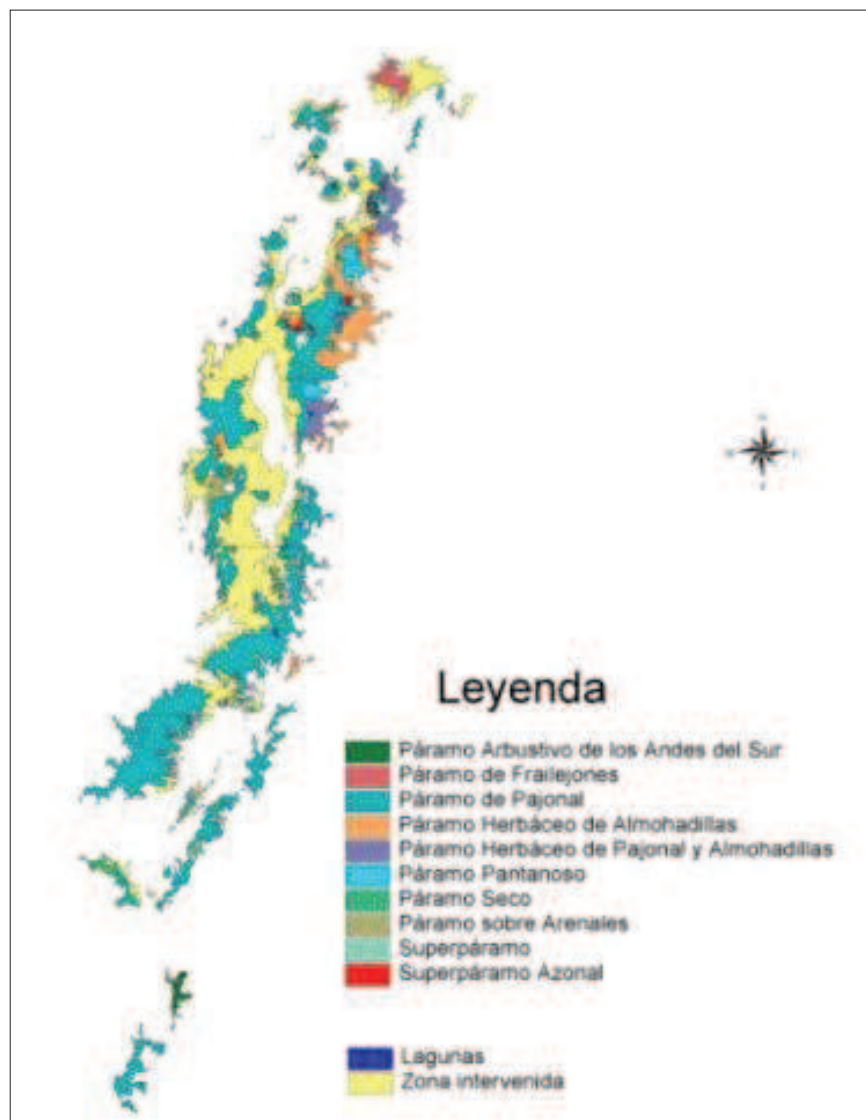 Leyenda
Páramo Arbustivo de los Andes del Sur
Páramo de Frailejones
Páramo de Pajonal
Páramo Herbáceo de Almohadillas
Páramo Herbáceo de Pajonal y Almohadillas
Páramo Pantanoso
Páramo Seco
Páramo sobre Arenales
Superpáramo
Superpáramo Azonal
Lagunas
Zona intervenida